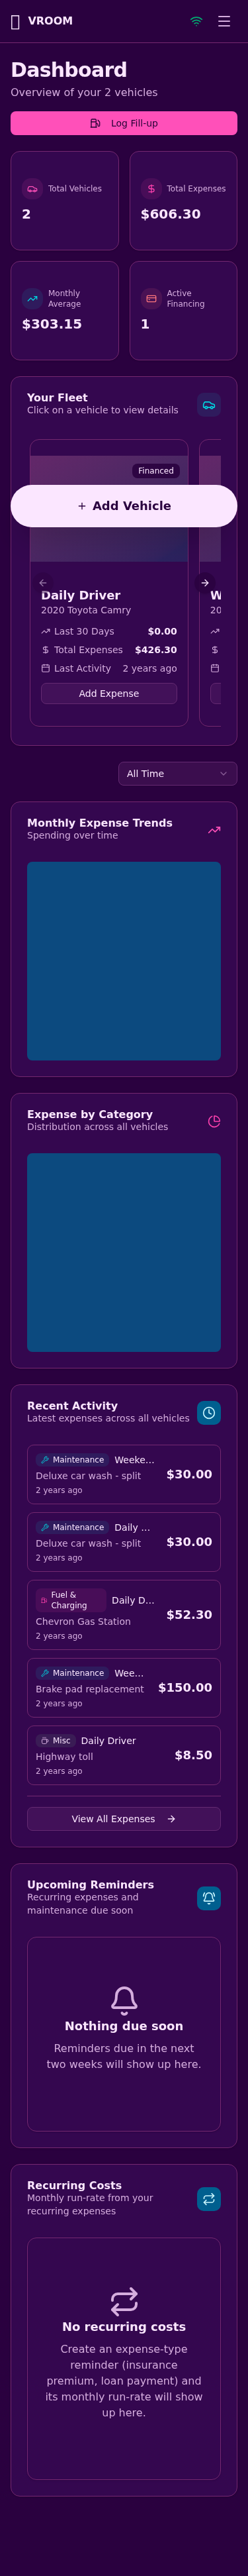 VROOM
Dashboard
Overview of your 2 vehicles
Log Fill-up
Total Vehicles
2
Total Expenses
$606.30
Monthly
Average
$303.15
Active
Financing
1
Your Fleet
Click on a vehicle to view details
Financed
+ Add Vehicle
Daily Driver
2020 Toyota Camry
Last 30 Days $0.00
Total Expenses $426.30
Last Activity 2 years ago
Add Expense
W
20
All Time
Monthly Expense Trends
Spending over time
Expense by Category
Distribution across all vehicles
Recent Activity
Latest expenses across all vehicles
Maintenance Weeke...
Deluxe car wash - split $30.00
2 years ago
Maintenance Daily ...
Deluxe car wash - split $30.00
2 years ago
Fuel &
Charging Daily D...
Chevron Gas Station $52.30
2 years ago
Maintenance Wee...
Brake pad replacement $150.00
2 years ago
Misc Daily Driver
Highway toll $8.50
2 years ago
View All Expenses
Upcoming Reminders
Recurring expenses and
maintenance due soon
Nothing due soon
Reminders due in the next
two weeks will show up here.
Recurring Costs
Monthly run-rate from your
recurring expenses
No recurring costs
Create an expense-type
reminder (insurance
premium, loan payment) and
its monthly run-rate will show
up here.